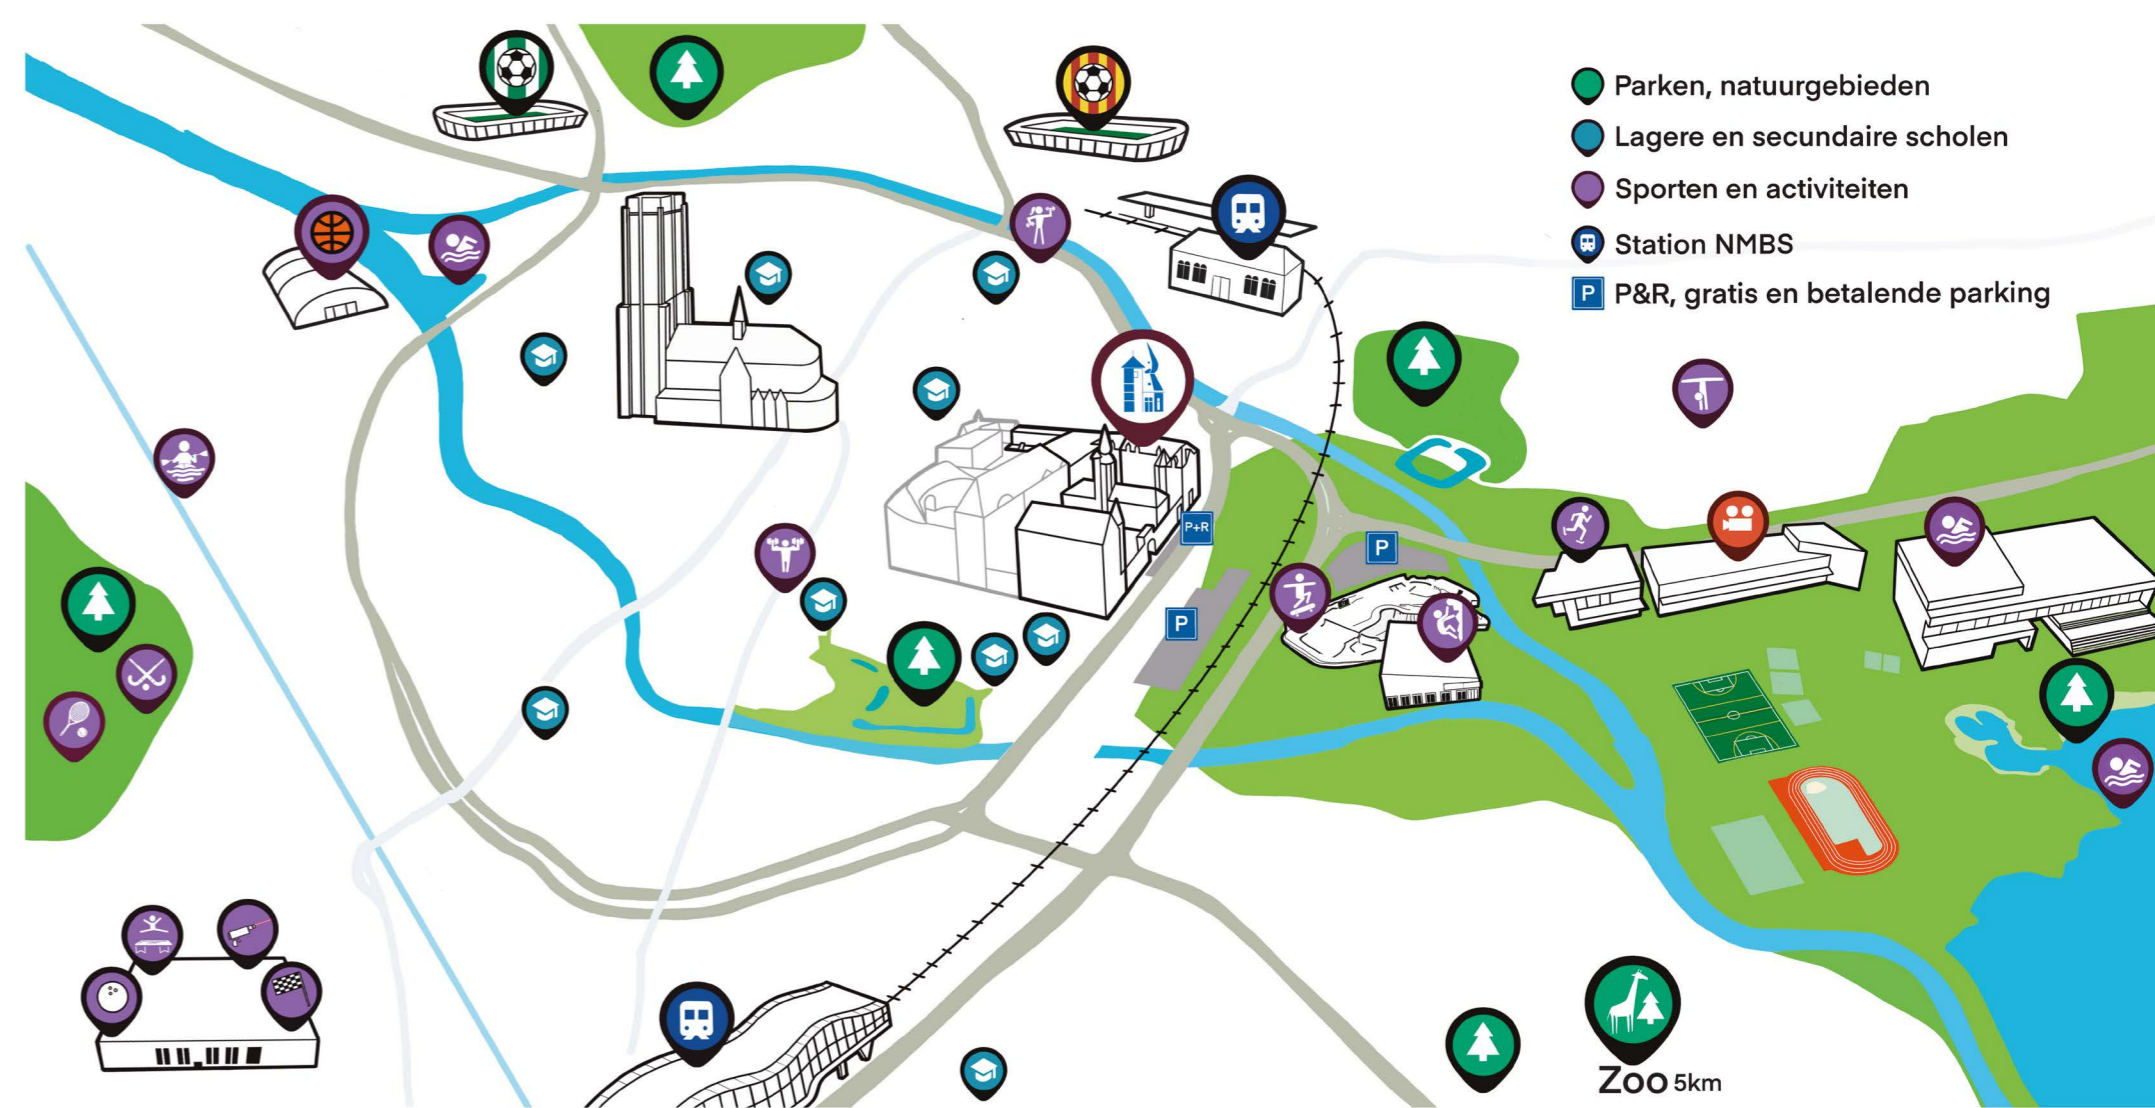 Parken, natuurgebieden
Lagere en secundaire scholen
Sporten en activiteiten
Station NMBS
P P&R, gratis en betalende parking
P+R
P
P
Zoo 5km